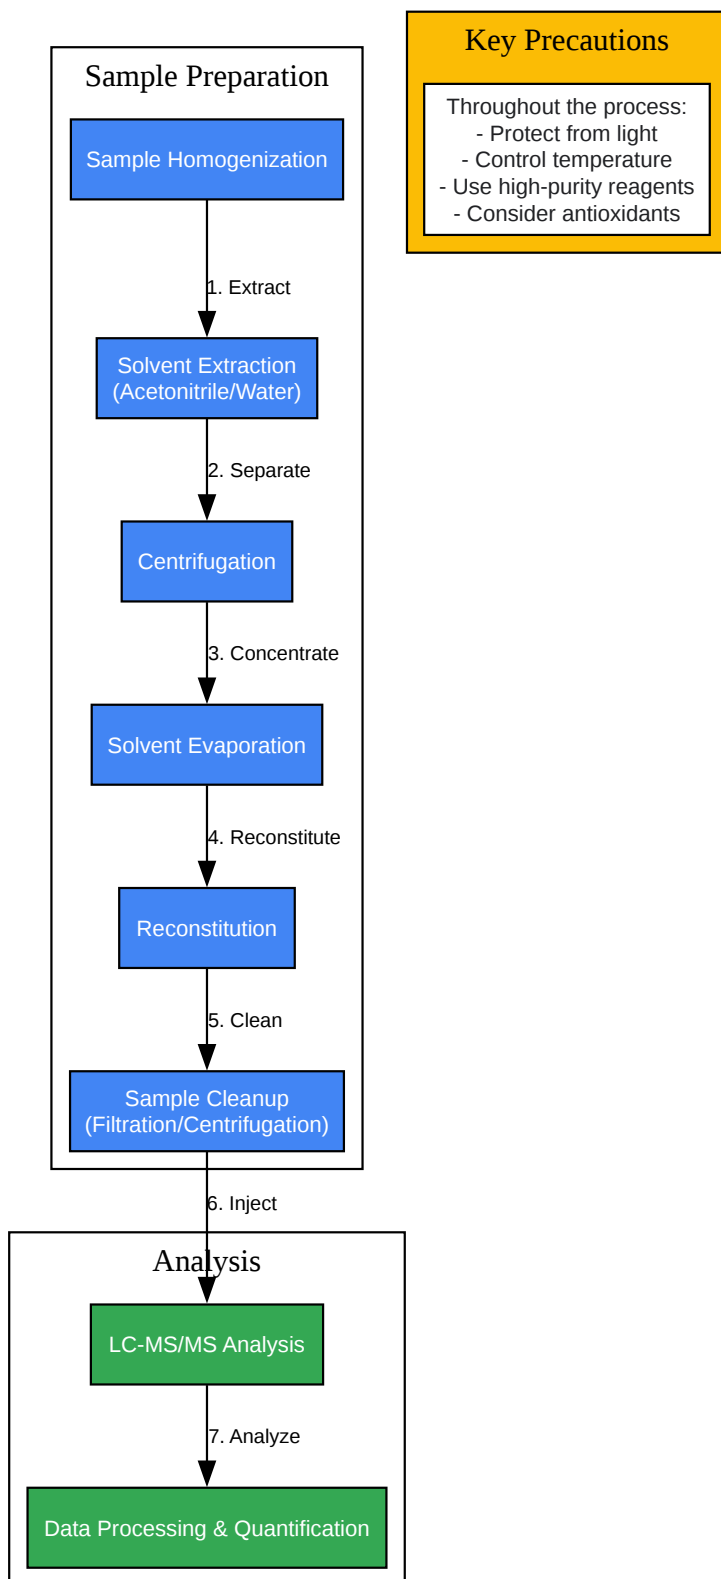 Sample Preparation
Sample Homogenization
1. Extract
Solvent Extraction
(Acetonitrile/Water)
2. Separate
Centrifugation
3. Concentrate
Solvent Evaporation
4. Reconstitute
Reconstitution
5. Clean
Sample Cleanup
(Filtration/Centrifugation)
6. Inject
Analysis
LC-MS/MS Analysis
7. Analyze
Data Processing & Quantification
Key Precautions
Throughout the process:
- Protect from light
- Control temperature
- Use high-purity reagents
- Consider antioxidants